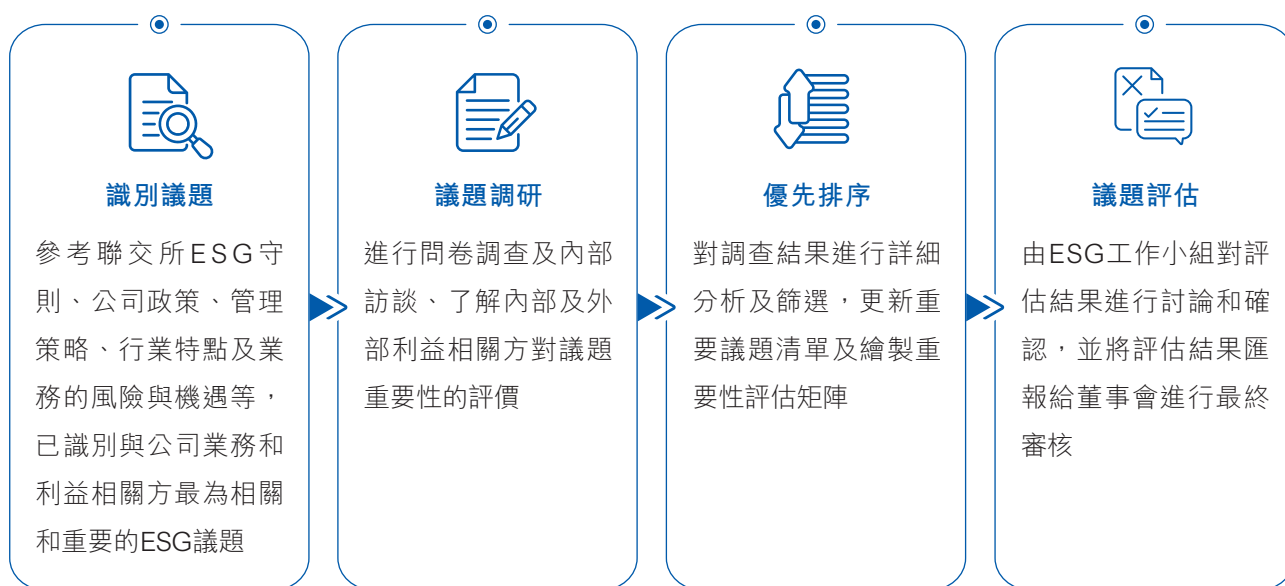 識別議題
參考聯交所ESG守
則、公司政策、管理
策略、行業特點及業
務的風險與機遇等，
已識別與公司業務和
利益相關方最為相關
和重要的ESG議題
議題調研
進行問卷調查及內部
訪談、了解內部及外
部利益相關方對議題
重要性的評價
優先排序
對調查結果進行詳細
分析及篩選，更新重
要議題清單及繪製重
要性評估矩陣
議題評估
由ESG工作小組對評
估結果進行討論和確
認，並將評估結果匯
報給董事會進行最終
審核